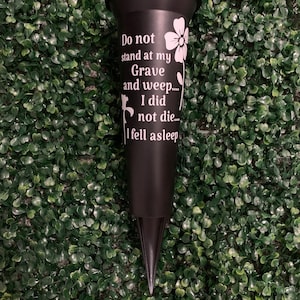 Do not
stand at my
Grave
and weep....
I did
not die...
I fell asleep